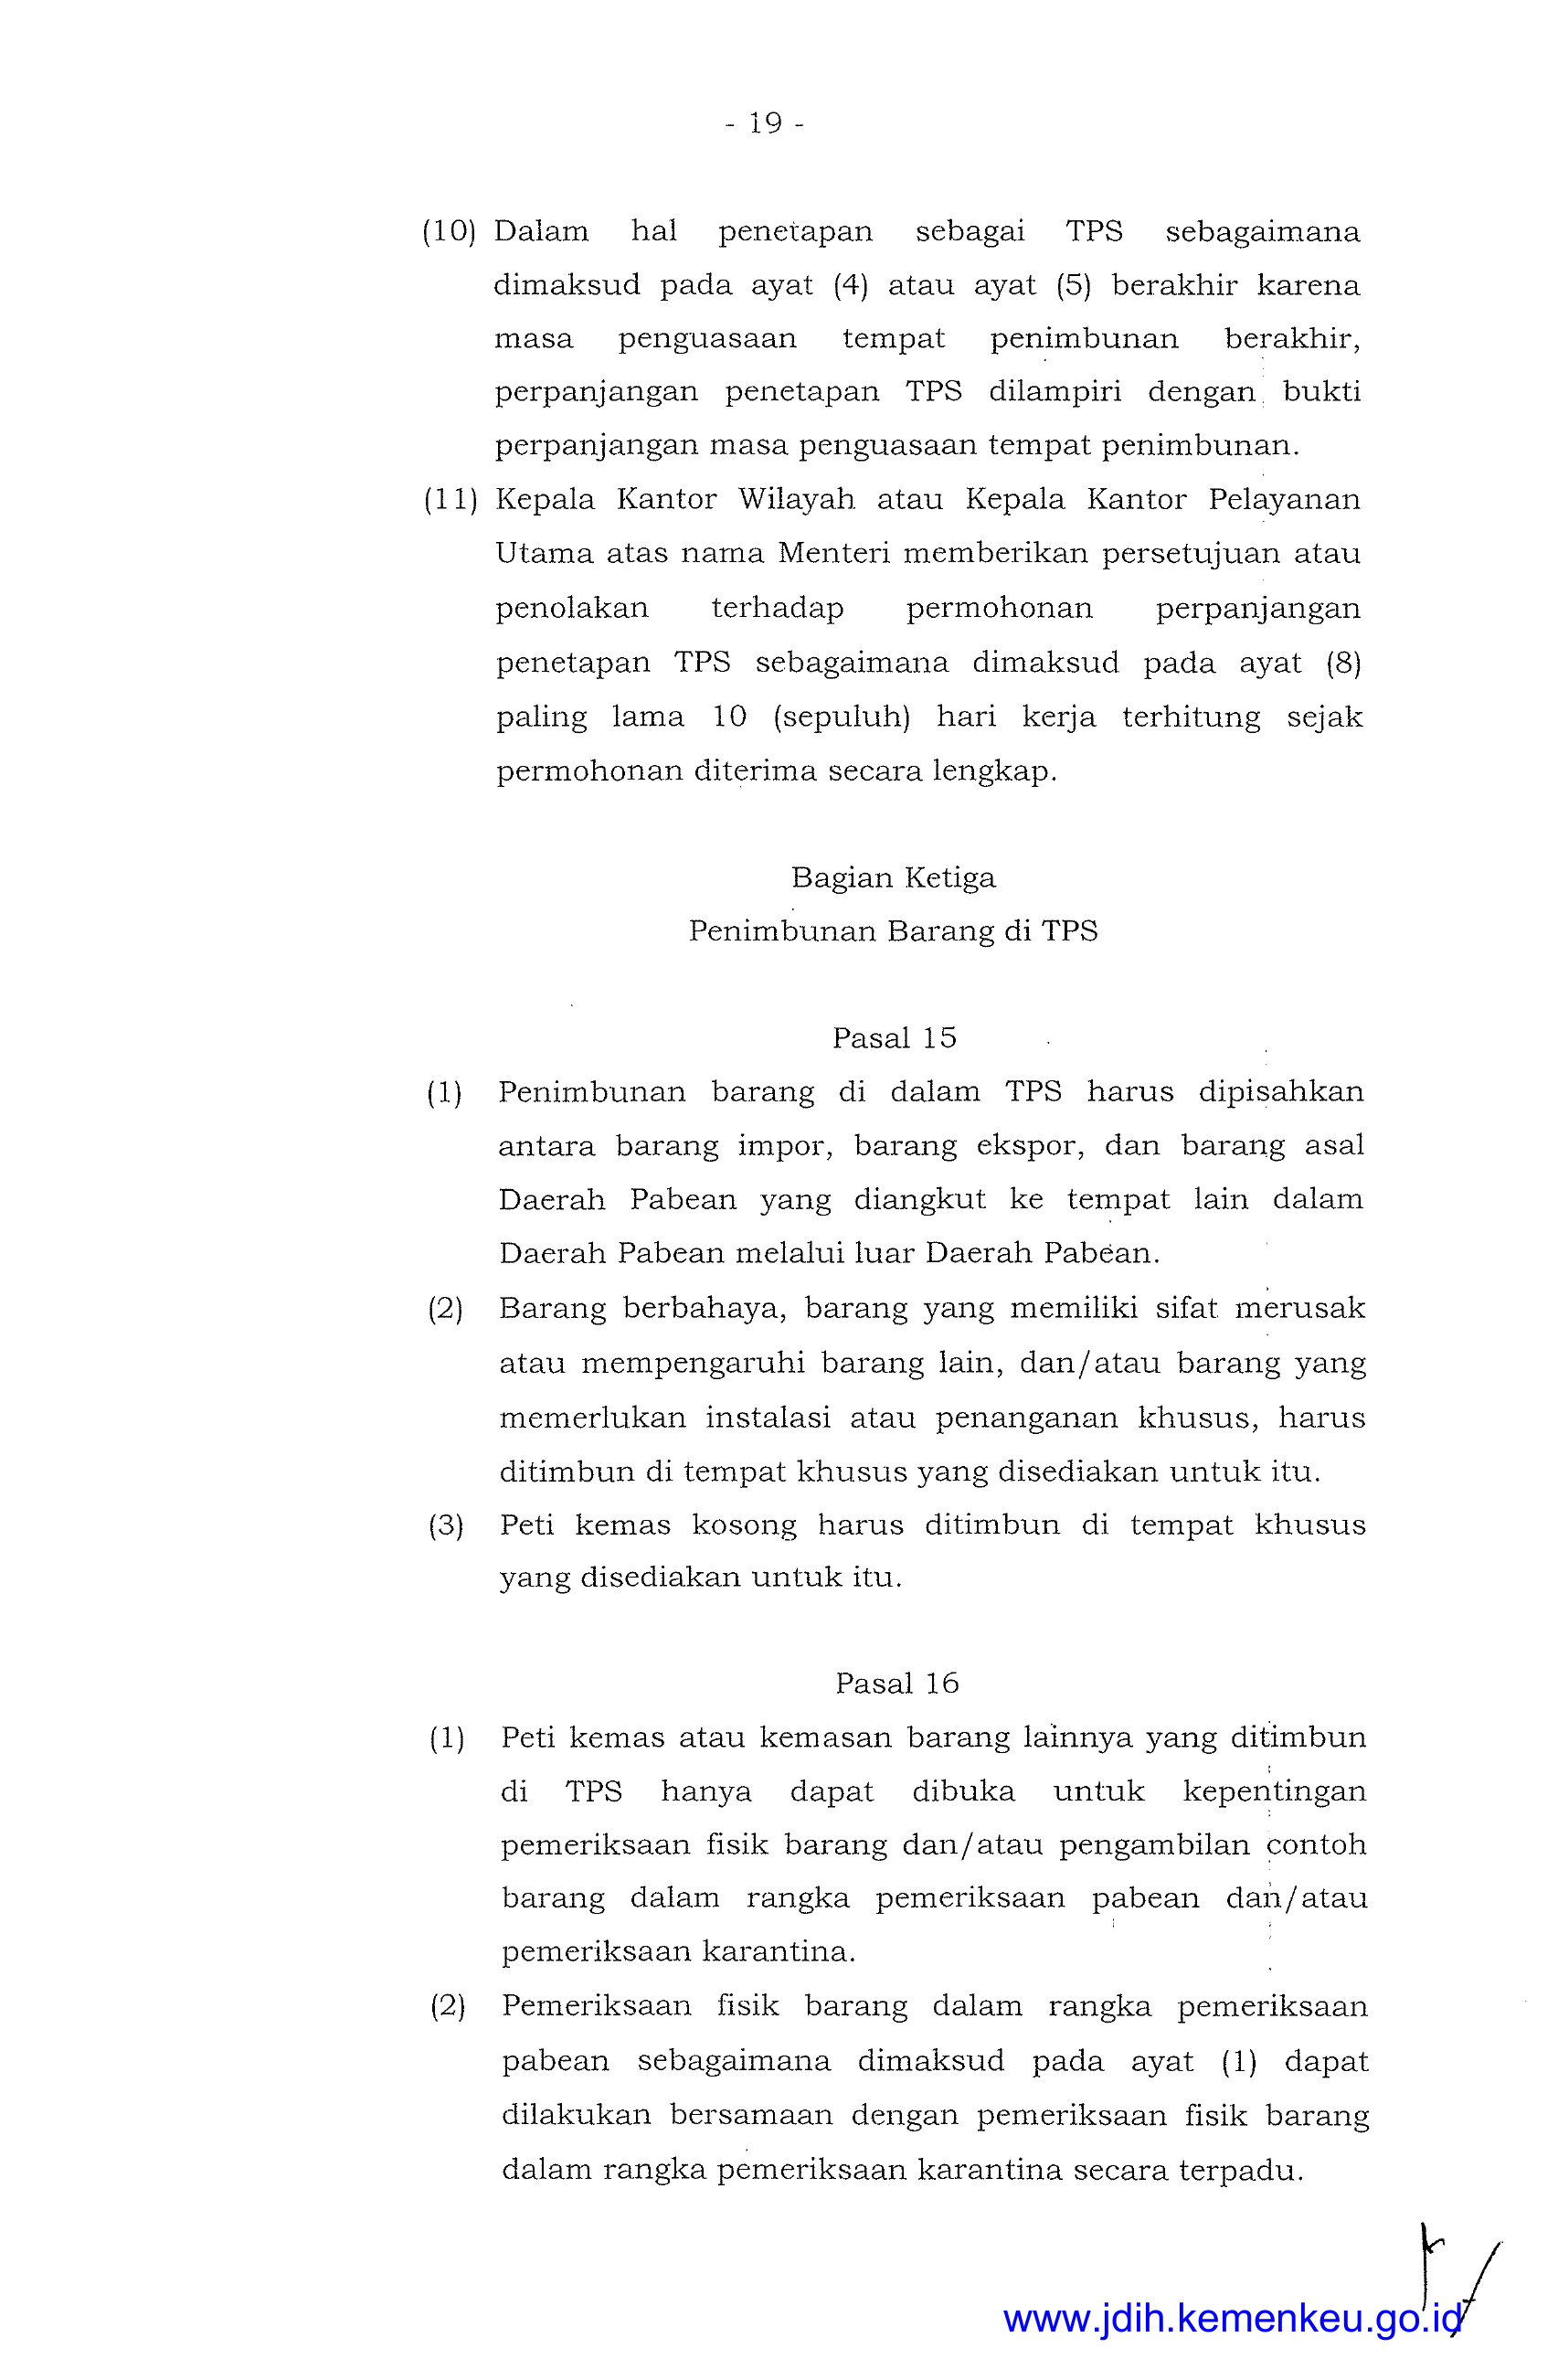 - 19 -
(10) Dalam hal penetapan sebagai TPS sebagaimana
dimaksud pada ayat (4) atau ayat (5) berakhir karena
masa penguasaan tempat penimbunan berakhir,
perpanjangan penetapan TPS dilampiri dengan bukti
perpanjangan masa penguasaan tempat penimbunan.
(11) Kepala Kantor Wilayah atau Kepala Kantor Pelayanan
Utama atas nama Menteri memberikan persetujuan atau
penolakan terhadap permohonan perpanjangan
penetapan TPS sebagaimana dimaksud pada ayat (8)
paling lama 10 (sepuluh) hari kerja terhitung sejak
permohonan diterima secara lengkap.
Bagian Ketiga
Penimbunan Barang di TPS
Pasal 15
(1) Penimbunan barang di dalam TPS harus dipisahkan
antara barang impor, barang ekspor, dan barang asal
Daerah Pabean yang diangkut ke tempat lain dalam
Daerah Pabean melalui luar Daerah Pabean.
(2) Barang berbahaya, barang yang memiliki sifat merusak
atau mempengaruhi barang lain, dan/atau barang yang
memerlukan instalasi atau penanganan khusus, harus
ditimbun di tempat khusus yang disediakan untuk itu.
(3) Peti kemas kosong harus ditimbun di tempat khusus
yang disediakan untuk itu.
Pasal 16
(1) Peti kemas atau kemasan barang lainnya yang ditimbun
di TPS hanya dapat dibuka untuk kepentingan
pemeriksaan fisik barang dan/atau pengambilan contoh
barang dalam rangka pemeriksaan pabean dan/atau
pemeriksaan karantina.
(2) Pemeriksaan fisik barang dalam rangka pemeriksaan
pabean sebagaimana dimaksud pada ayat (1) dapat
dilakukan bersamaan dengan pemeriksaan fisik barang
dalam rangka pemeriksaan karantina secara terpadu.
www.jdih.kemenkeu.go.id